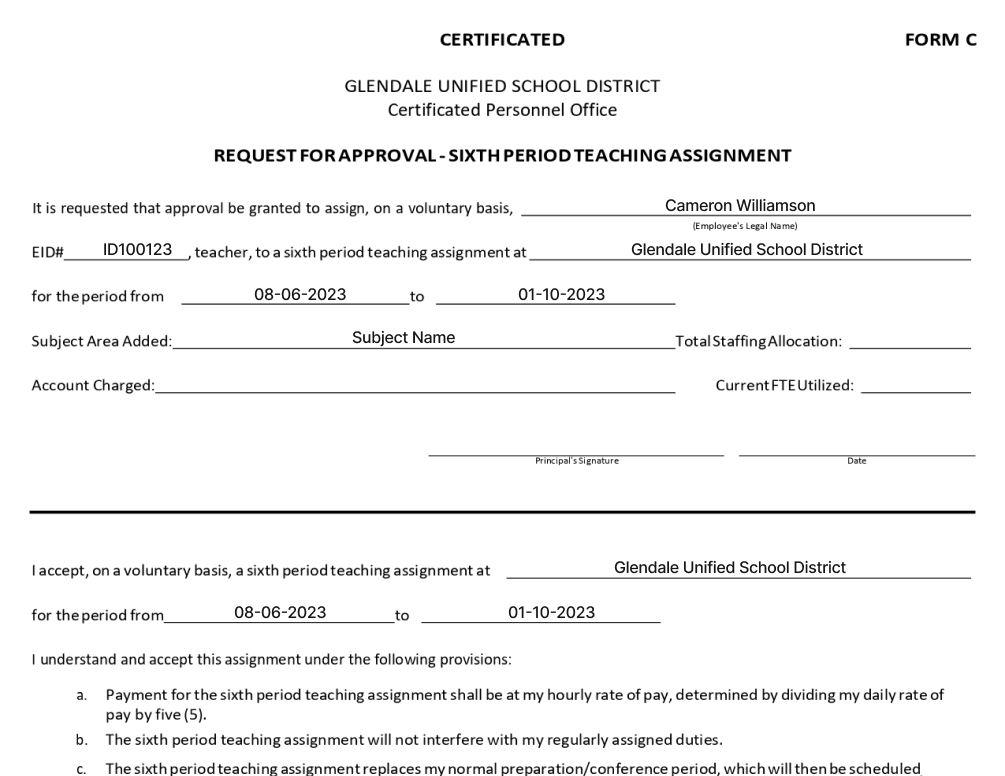 CERTIFICATED FORM C
GLENDALE UNIFIED SCHOOL DISTRICT
Certificated Personnel Office
REQUEST FOR APPROVAL - SIXTH PERIOD TEACHING ASSIGNMENT
It is requested that approval be granted to assign, on a voluntary basis, Cameron Williamson
(Employee's Legal Name)
EID# ID100123, teacher, to a sixth period teaching assignment at Glendale Unified School District
for the period from 08-06-2023 to 01-10-2023
Subject Area Added: Subject Name Total Staffing Allocation:
Account Charged: Current FTE Utilized:
Principal's Signature Date
I accept, on a voluntary basis, a sixth period teaching assignment at Glendale Unified School District
for the period from 08-06-2023 to 01-10-2023
I understand and accept this assignment under the following provisions:
a. Payment for the sixth period teaching assignment shall be at my hourly rate of pay, determined by dividing my daily rate of
pay by five (5).
b. The sixth period teaching assignment will not interfere with my regularly assigned duties.
c. The sixth period teaching assignment replaces my normal preparation/conference period, which will then be scheduled